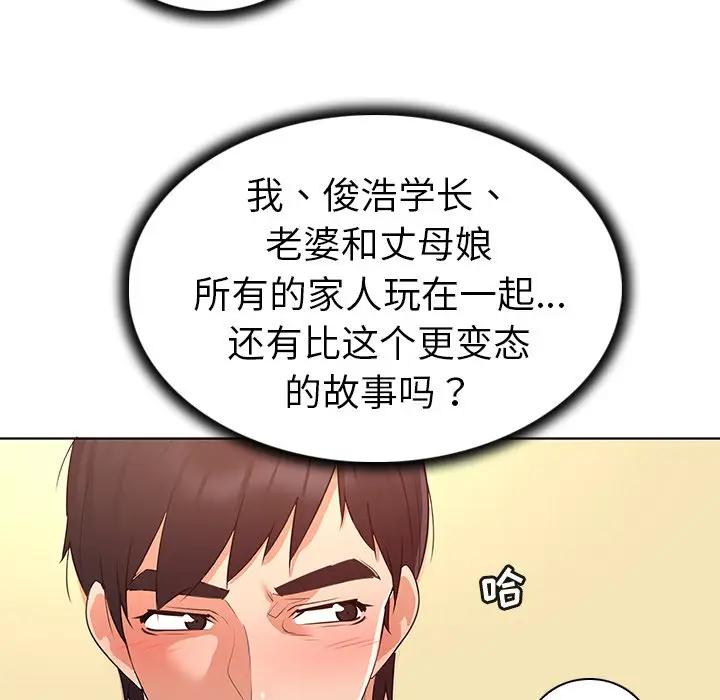 我、俊浩学长、
老婆和丈母娘
所有的家人玩在一起...
还有比这个更变态
的故事吗？
哈